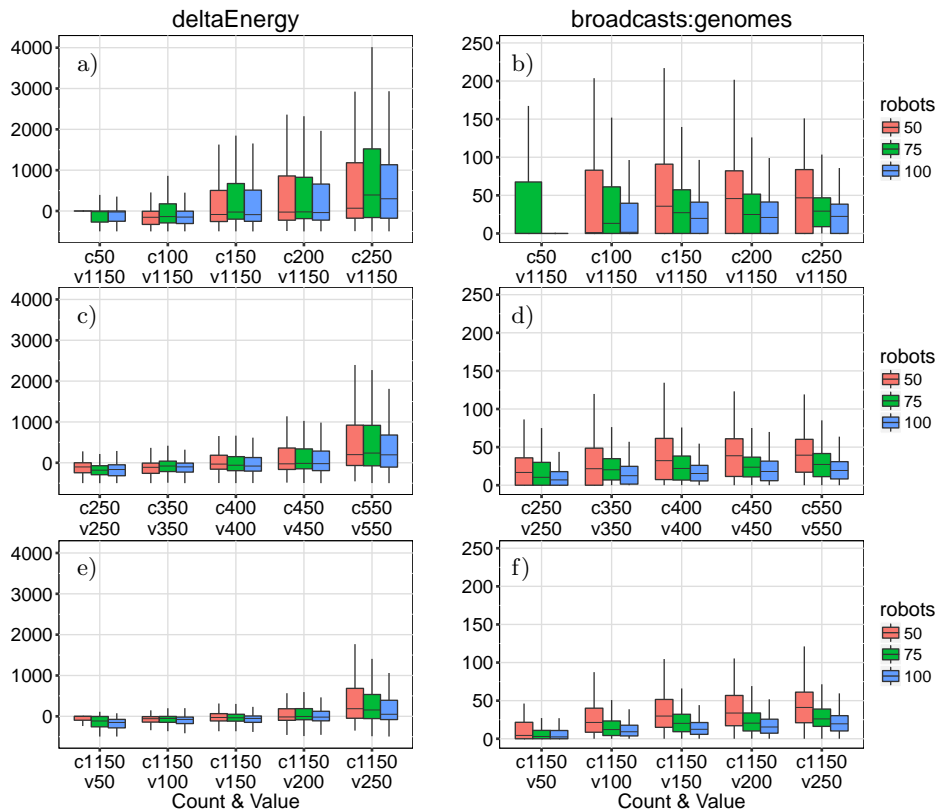 deltaEnergy
broadcasts:genomes
a)
4000
3000
2000
1000
0
c50 c100 c150 c200 c250
v1150 v1150 v1150 v1150 v1150
b)
250
200
150
100
50
0
c50 c100 c150 c200 c250
v1150 v1150 v1150 v1150 v1150
robots
50
75
100
c)
4000
3000
2000
1000
0
c250 c350 c400 c450 c550
v250 v350 v400 v450 v550
d)
250
200
150
100
50
0
c250 c350 c400 c450 c550
v250 v350 v400 v450 v550
robots
50
75
100
e)
4000
3000
2000
1000
0
c1150 c1150 c1150 c1150 c1150
v50 v100 v150 v200 v250
Count & Value
f)
250
200
150
100
50
0
c1150 c1150 c1150 c1150 c1150
v50 v100 v150 v200 v250
Count & Value
robots
50
75
100